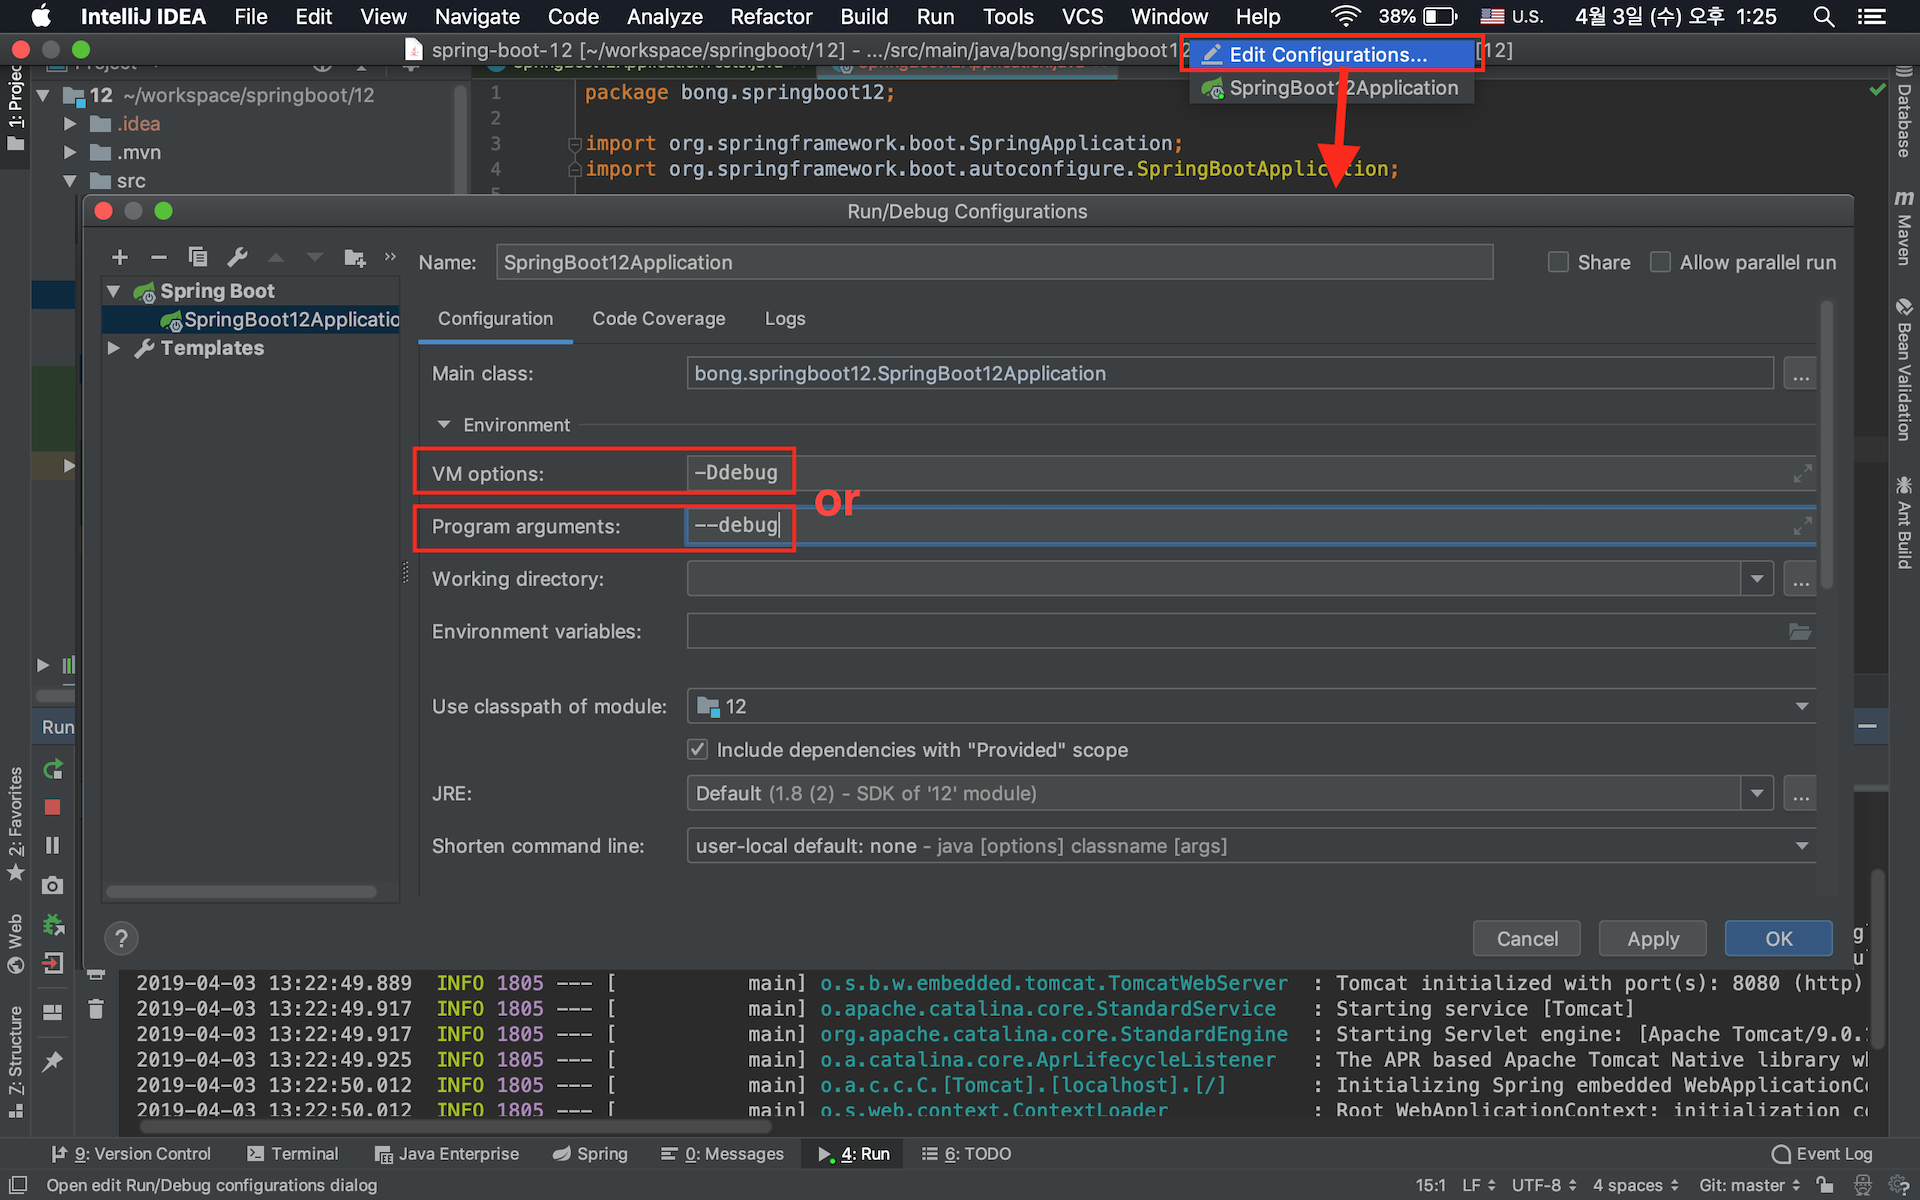 IntelliJ IDEA File Edit View Navigate Code Analyze Refactor Build Run Tools VCS Window Help 38% U.S. 4월 3일 (수) 오후 1:25
spring-boot-12 [~/workspace/springboot/12] - .../src/main/java/bong/springboot12 [12]
Edit Configurations...
SpringBoot12Application
1: Project
12 ~/workspace/springboot/12
.idea
.mvn
src
1 package bong.springboot12;
2
3 import org.springframework.boot.SpringApplication;
4 import org.springframework.boot.autoconfigure.SpringBootApplication;
5
Database
Maven
Bean Validation
Ant Build
Run/Debug Configurations
Name: SpringBoot12Application Share Allow parallel run
Spring Boot
SpringBoot12Applicatio
Templates
Configuration Code Coverage Logs
Main class: bong.springboot12.SpringBoot12Application ...
Environment
VM options: -Ddebug
or
Program arguments: --debug
Working directory: ...
Environment variables:
Use classpath of module: 12
Include dependencies with "Provided" scope
JRE: Default (1.8 (2) - SDK of '12' module) ...
Shorten command line: user-local default: none - java [options] classname [args]
? Cancel Apply OK
Run
2: Favorites
Web
Z: Structure
2019-04-03 13:22:49.889 INFO 1805 --- [ main] o.s.b.w.embedded.tomcat.TomcatWebServer : Tomcat initialized with port(s): 8080 (http)
2019-04-03 13:22:49.917 INFO 1805 --- [ main] o.apache.catalina.core.StandardService : Starting service [Tomcat]
2019-04-03 13:22:49.917 INFO 1805 --- [ main] org.apache.catalina.core.StandardEngine : Starting Servlet engine: [Apache Tomcat/9.0.
2019-04-03 13:22:49.925 INFO 1805 --- [ main] o.a.catalina.core.AprLifecycleListener : The APR based Apache Tomcat Native library wh
2019-04-03 13:22:50.012 INFO 1805 --- [ main] o.a.c.c.C.[Tomcat].[localhost].[/] : Initializing Spring embedded WebApplicationCo
2019-04-03 13:22:50.012 INFO 1805 --- [ main] o.s.web.context.ContextLoader : Root WebApplicationContext: initialization co
9: Version Control Terminal Java Enterprise Spring 0: Messages 4: Run 6: TODO Event Log
Open edit Run/Debug configurations dialog 15:1 LF UTF-8 4 spaces Git: master